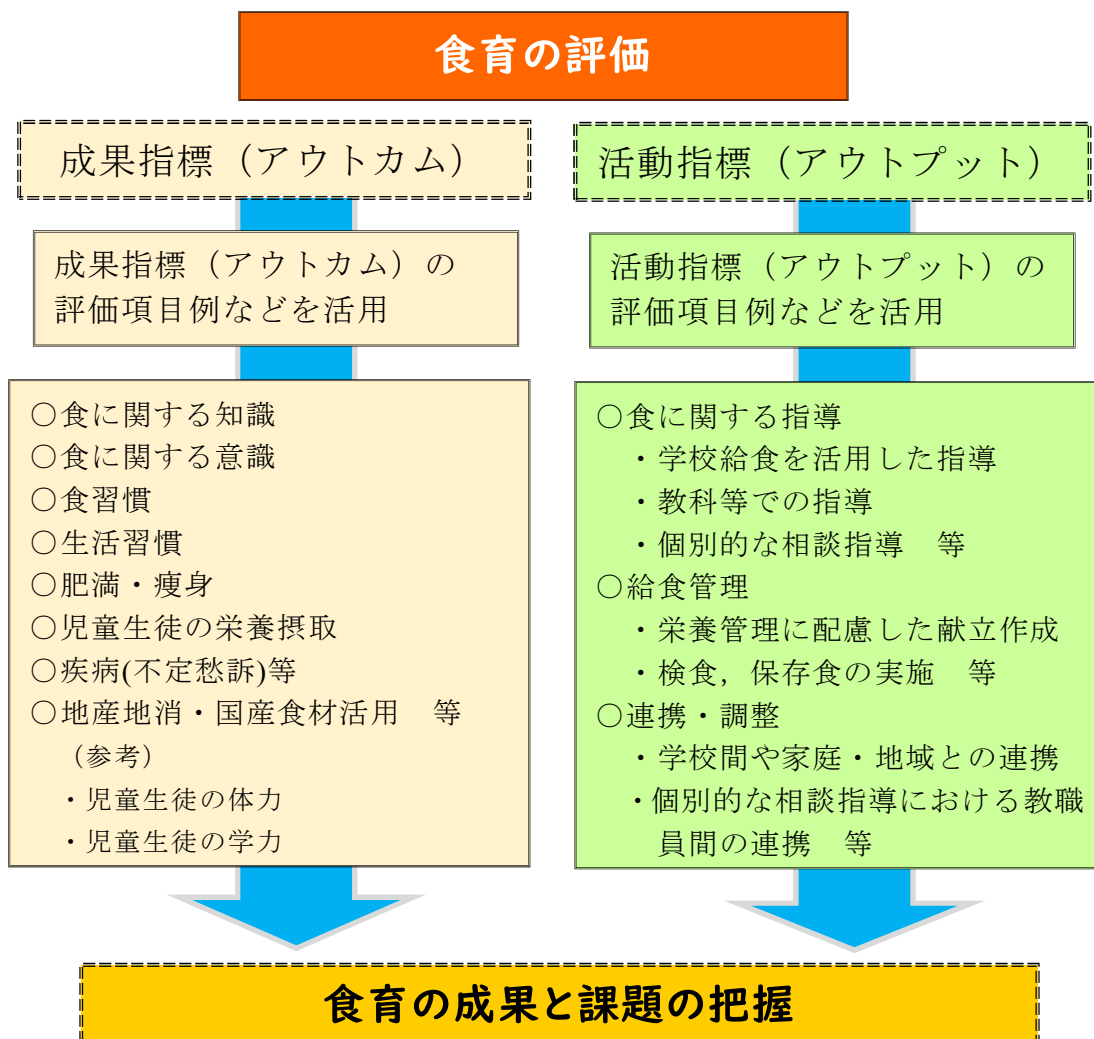 食育の評価
成果指標（アウトカム）
成果指標（アウトカム）の
評価項目例などを活用
○食に関する知識
○食に関する意識
○食習慣
○生活習慣
○肥満・痩身
○児童生徒の栄養摂取
○疾病(不定愁訴)等
○地産地消・国産食材活用　等
（参考）
・児童生徒の体力
・児童生徒の学力
活動指標（アウトプット）
活動指標（アウトプット）の
評価項目例などを活用
○食に関する指導
・学校給食を活用した指導
・教科等での指導
・個別的な相談指導　等
○給食管理
・栄養管理に配慮した献立作成
・検食，保存食の実施　等
○連携・調整
・学校間や家庭・地域との連携
・個別的な相談指導における教職
員間の連携　等
食育の成果と課題の把握